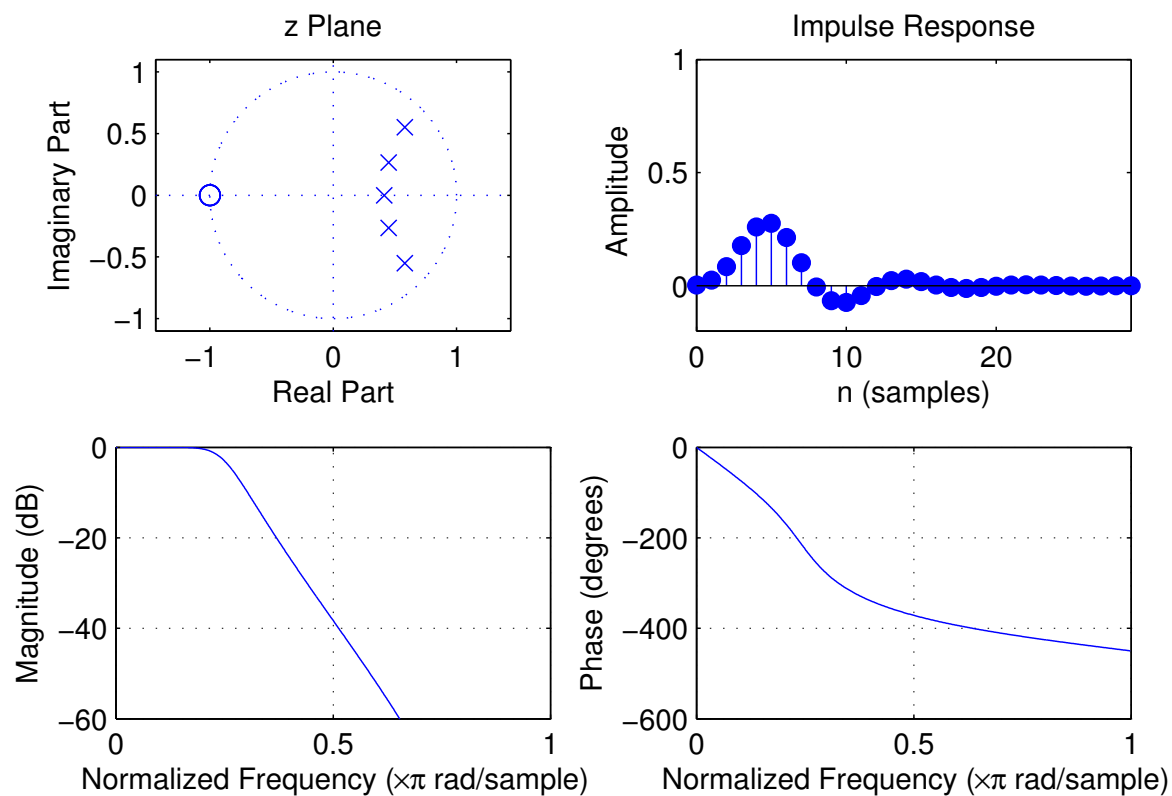 z Plane
Imaginary Part
1
0.5
0
−0.5
−1
−1 0 1
Real Part
Impulse Response
Amplitude
1
0.5
0
0 10 20
n (samples)
Magnitude (dB)
0
−20
−40
−60
0 0.5 1
Normalized Frequency (×π rad/sample)
Phase (degrees)
0
−200
−400
−600
0 0.5 1
Normalized Frequency (×π rad/sample)